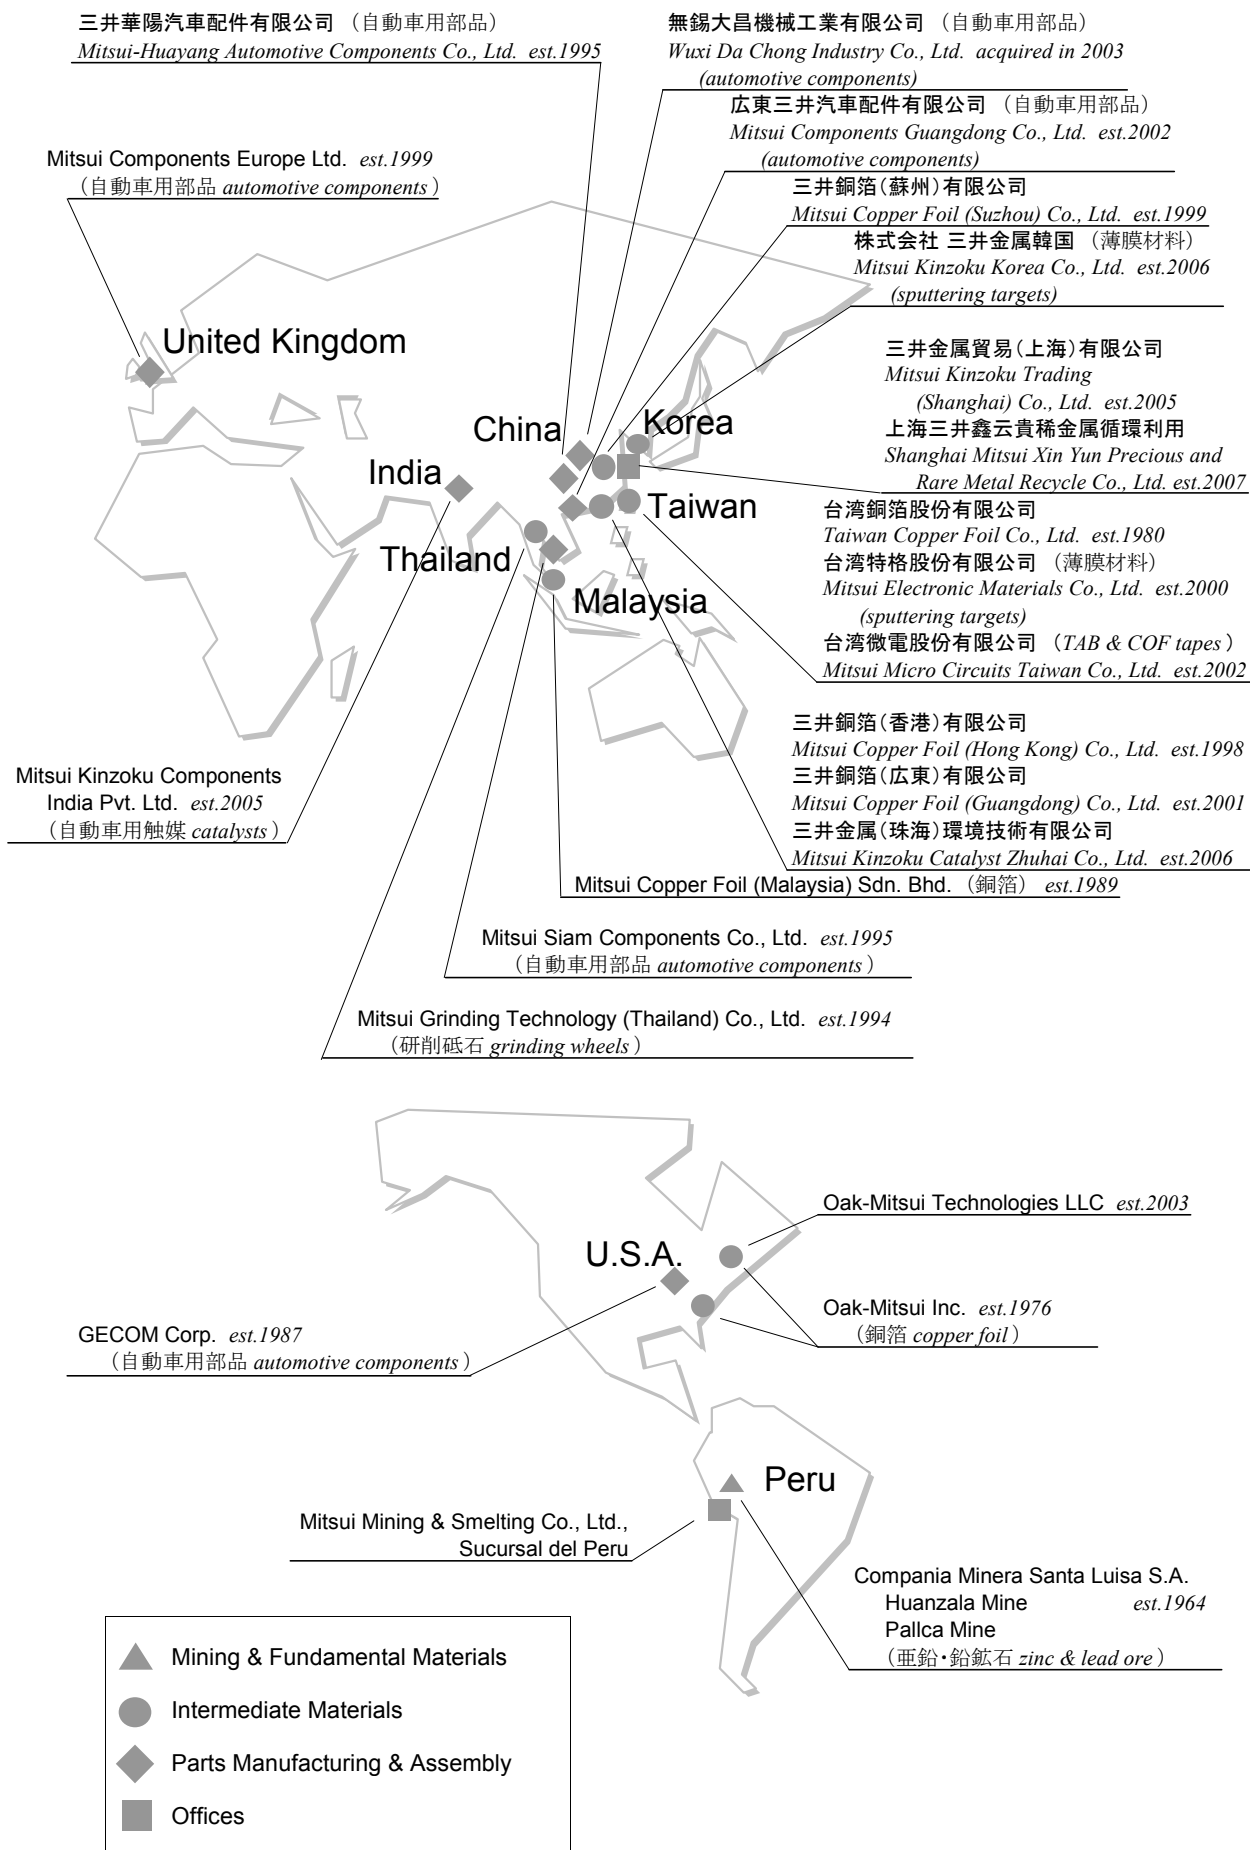 三井華陽汽車配件有限公司 （自動車用部品）
Mitsui-Huayang Automotive Components Co., Ltd. est.1995
無錫大昌機械工業有限公司 （自動車用部品）
Wuxi Da Chong Industry Co., Ltd. acquired in 2003
(automotive components)
広東三井汽車配件有限公司 （自動車用部品）
Mitsui Components Guangdong Co., Ltd. est.2002
(automotive components)
Mitsui Components Europe Ltd. est.1999
（自動車用部品 automotive components）
三井銅箔（蘇州）有限公司
Mitsui Copper Foil (Suzhou) Co., Ltd. est.1999
株式会社 三井金属韓国 （薄膜材料）
Mitsui Kinzoku Korea Co., Ltd. est.2006
(sputtering targets)
United Kingdom
三井金属貿易（上海）有限公司
Mitsui Kinzoku Trading
(Shanghai) Co., Ltd. est.2005
上海三井鑫云貴稀金属循環利用
Shanghai Mitsui Xin Yun Precious and
Rare Metal Recycle Co., Ltd. est.2007
China
Korea
India
Taiwan
Thailand
Malaysia
台湾銅箔股份有限公司
Taiwan Copper Foil Co., Ltd. est.1980
台湾特格股份有限公司 （薄膜材料）
Mitsui Electronic Materials Co., Ltd. est.2000
(sputtering targets)
台湾微電股份有限公司 （TAB & COF tapes）
Mitsui Micro Circuits Taiwan Co., Ltd. est.2002
三井銅箔（香港）有限公司
Mitsui Copper Foil (Hong Kong) Co., Ltd. est.1998
三井銅箔（広東）有限公司
Mitsui Copper Foil (Guangdong) Co., Ltd. est.2001
三井金属（珠海）環境技術有限公司
Mitsui Kinzoku Catalyst Zhuhai Co., Ltd. est.2006
Mitsui Kinzoku Components
India Pvt. Ltd. est.2005
（自動車用触媒 catalysts）
Mitsui Copper Foil (Malaysia) Sdn. Bhd. （銅箔） est.1989
Mitsui Siam Components Co., Ltd. est.1995
（自動車用部品 automotive components）
Mitsui Grinding Technology (Thailand) Co., Ltd. est.1994
（研削砥石 grinding wheels）
Oak-Mitsui Technologies LLC est.2003
U.S.A.
Oak-Mitsui Inc. est.1976
（銅箔 copper foil）
GECOM Corp. est.1987
（自動車用部品 automotive components）
Peru
Mitsui Mining & Smelting Co., Ltd.,
Sucursal del Peru
Compania Minera Santa Luisa S.A.
Huanzala Mine est.1964
Pallca Mine
（亜鉛・鉛鉱石 zinc & lead ore）
Mining & Fundamental Materials
Intermediate Materials
Parts Manufacturing & Assembly
Offices